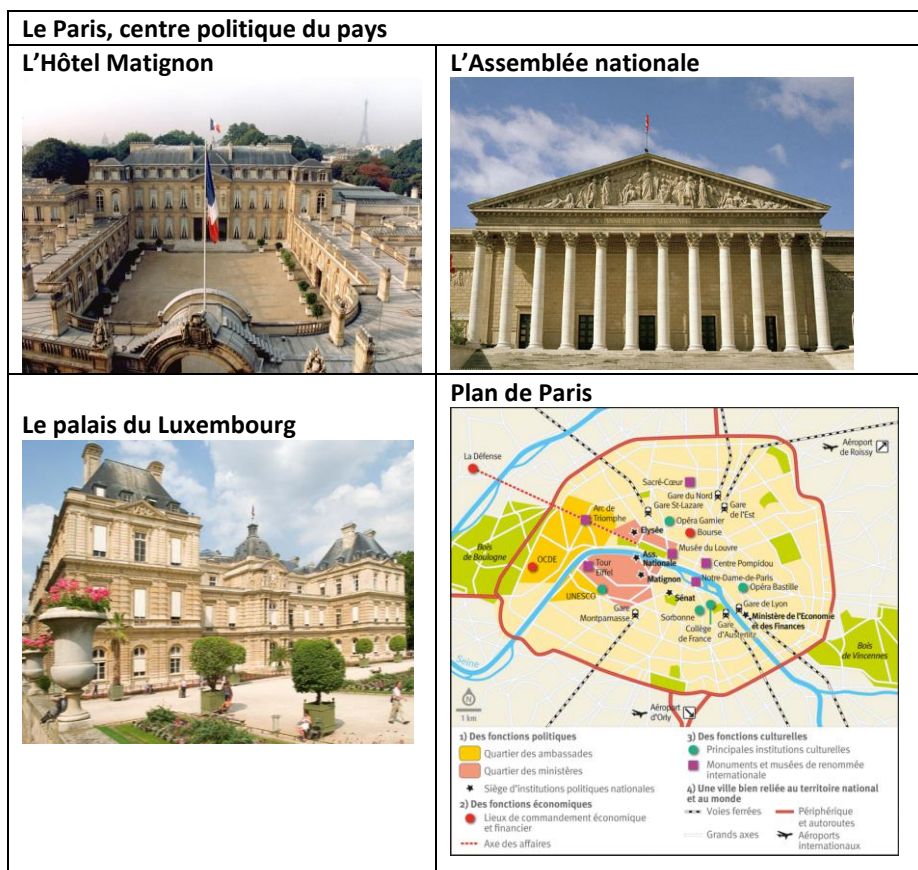 Le Paris, centre politique du pays
L’Hôtel Matignon
L’Assemblée nationale
Le palais du Luxembourg
Plan de Paris
La Défense
Aéroport
de Roissy
Sacré-Cœur
Gare du Nord
Gare St-Lazare
Gare
de l'Est
Arc de
Triomphe
Opéra Garnier
Elysée
Bourse
Bois
de Boulogne
OCDE
Ass.
Nationale
Musée du Louvre
Tour
Eiffel
Centre Pompidou
Matignon
Notre-Dame-de-Paris
Opéra Bastille
UNESCO
Sénat
Gare de Lyon
Gare
Montparnasse
Sorbonne
Ministère de l'Economie
et des Finances
Collège
de France
Gare
d'Austerlitz
Bois
de Vincennes
Seine
N
1 km
Aéroport
d'Orly
1) Des fonctions politiques
Quartier des ambassades
Quartier des ministères
Siège d'institutions politiques nationales
2) Des fonctions économiques
Lieux de commandement économique
et financier
Axe des affaires
3) Des fonctions culturelles
Principales institutions culturelles
Monuments et musées de renommée
internationale
4) Une ville bien reliée au territoire national
et au monde
Voies ferrées
Périphérique
et autoroutes
Grands axes
Aéroports
internationaux